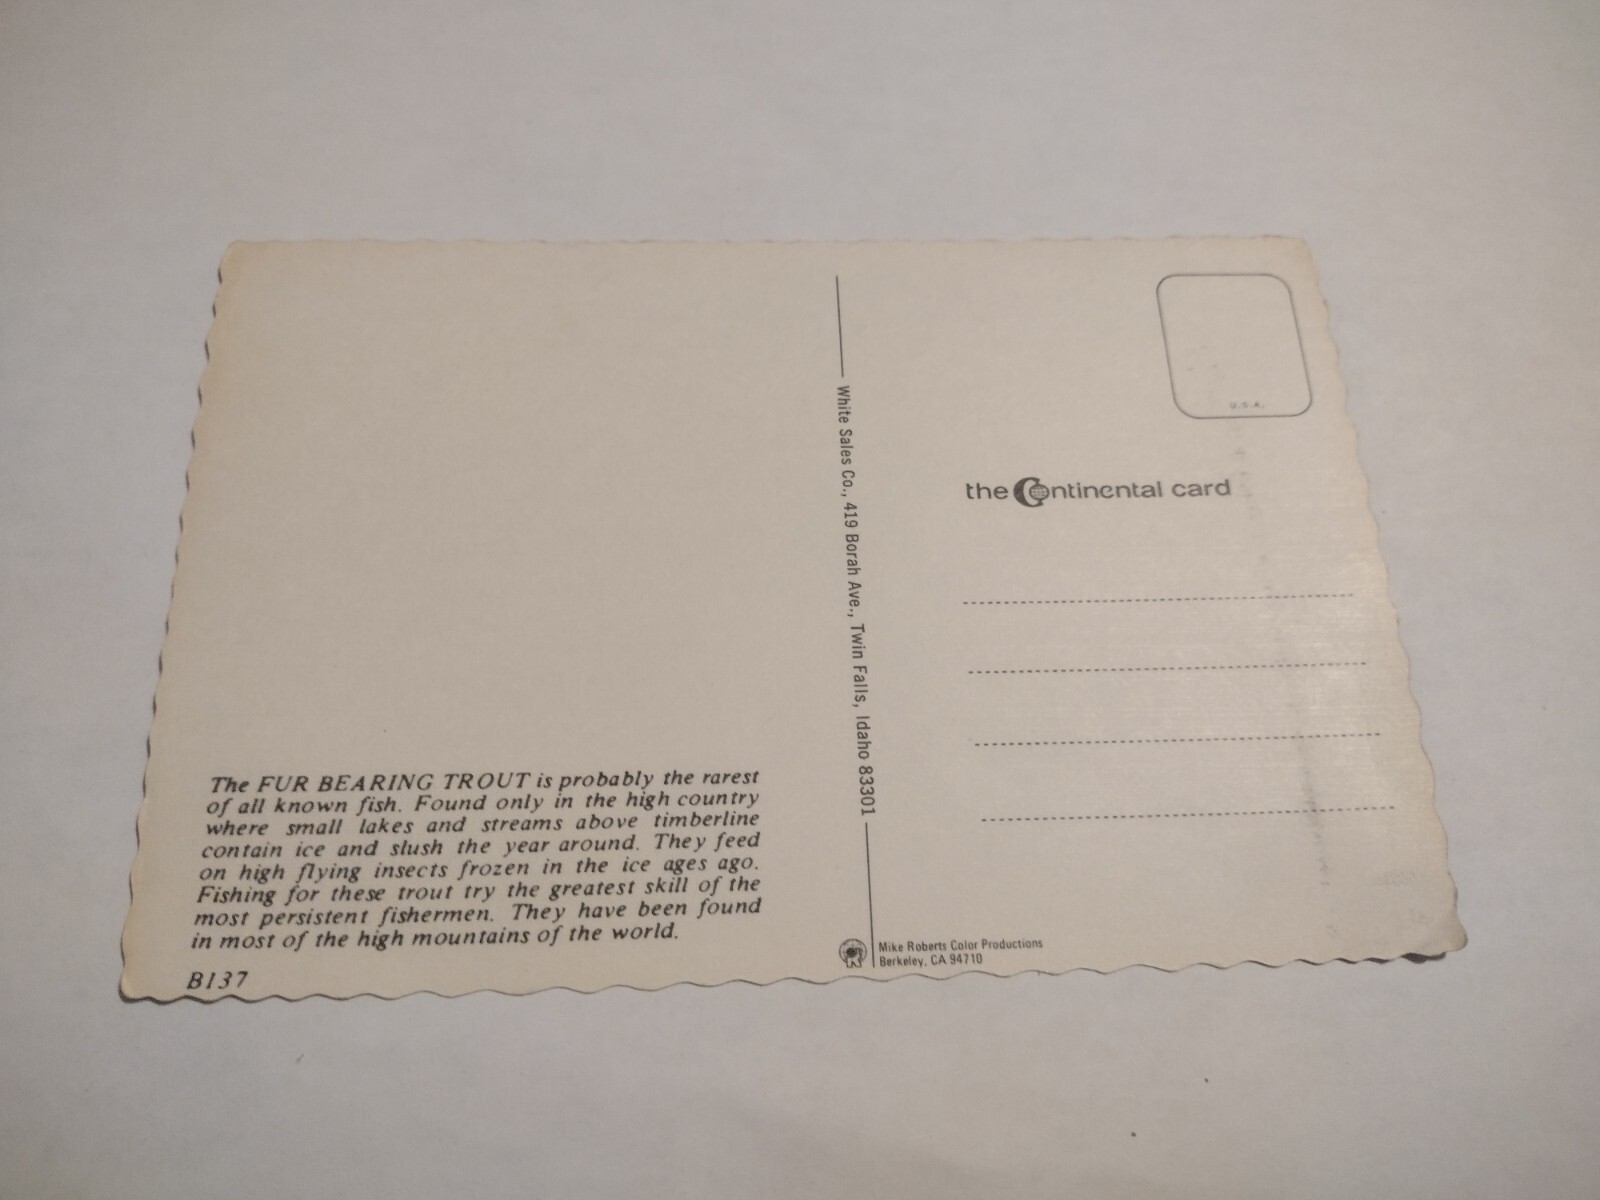 The FUR BEARING TROUT is probably the rarest
of all known fish. Found only in the high country
where small lakes and streams above timberline
contain ice and slush the year around. They feed
on high flying insects frozen in the ice ages ago.
Fishing for these trout try the greatest skill of the
most persistent fishermen. They have been found
in most of the high mountains of the world.
B137
White Sales Co., 419 Borah Ave., Twin Falls, Idaho 83301
U.S.A.
the Continental card
Mike Roberts Color Productions
Berkeley, CA 94710